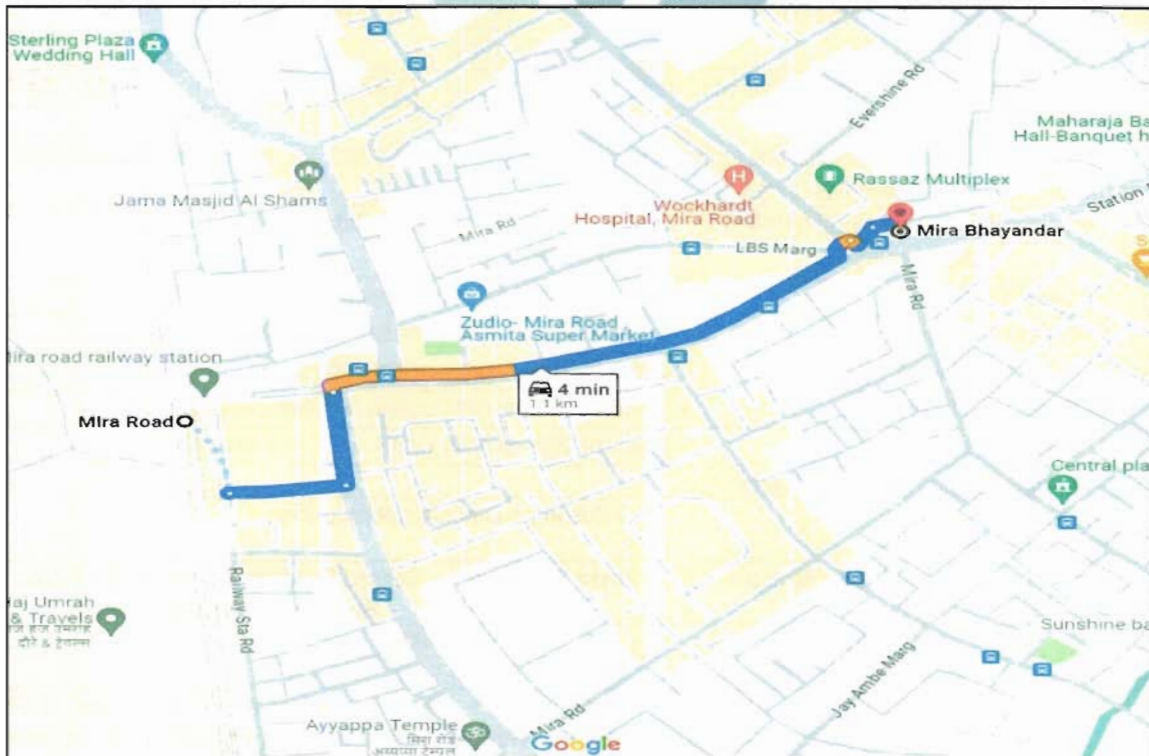 Sterling Plaza
Wedding Hall
Evershine Rd
Maharaja Ba
Hall-Banquet h
Jama Masjid Al Shams
Wockhardt
Hospital, Mira Road
Rassaz Multiplex
Station
Mira Rd
LBS Marg
Mira Bhayandar
Mira Rd
Zudio- Mira Road
Asmita Super Market
ira road railway station
4 min
1.1 km
Mira Road
Central pla
Railway Sta Rd
aj Umrah
& Travels
Sunshine ba
Jay Ambe Marg
Mira Rd
Ayyappa Temple
Google